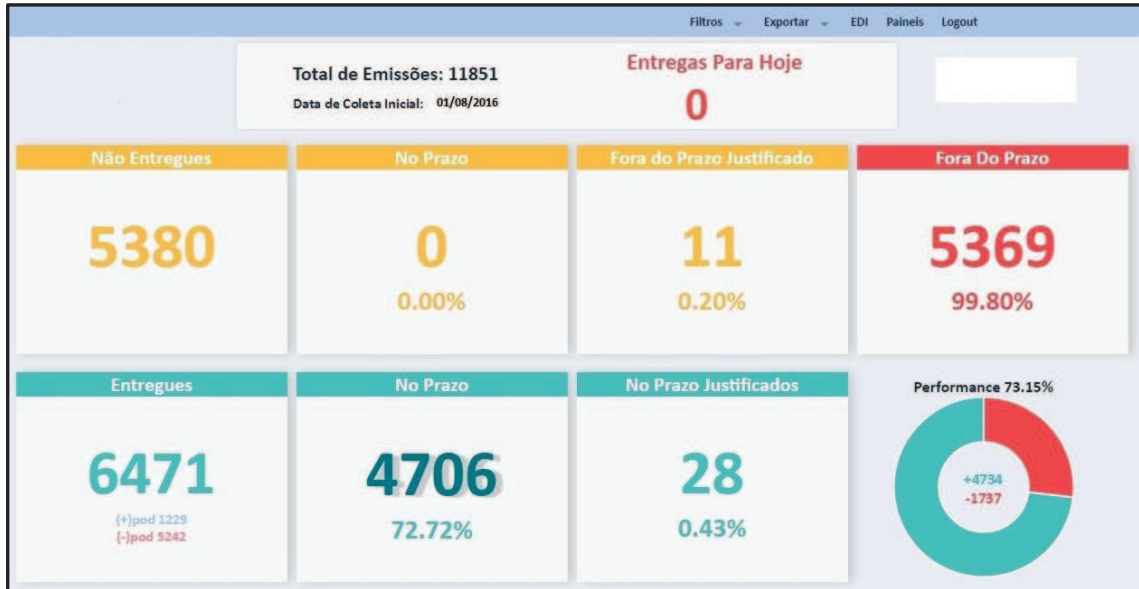 Filtros Exportar EDI Paineis Logout
Total de Emissões: 11851
Data de Coleta Inicial: 01/08/2016
Entregas Para Hoje
0
Não Entregues
5380
No Prazo
0
0.00%
Fora do Prazo Justificado
11
0.20%
Fora Do Prazo
5369
99.80%
Entregues
6471
(+)pod 1229
(-)pod 5242
No Prazo
4706
72.72%
No Prazo Justificados
28
0.43%
Performance 73.15%
+4734
-1737